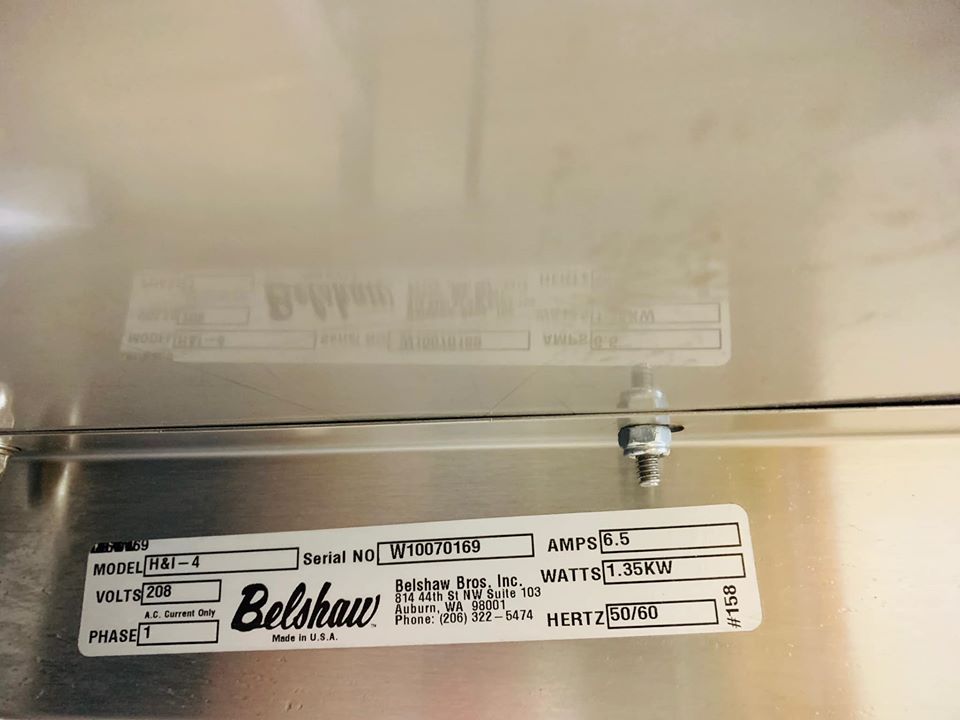 MODEL H&I-4
VOLTS 208
A.C. Current Only
PHASE 1
Serial NO W10070169
Belshaw
Made in U.S.A.
Belshaw Bros. Inc.
814 44th St NW Suite 103
Auburn, WA 98001
Phone: (206) 322-5474
AMPS 6.5
WATTS 1.35KW
HERTZ 50/60
#158